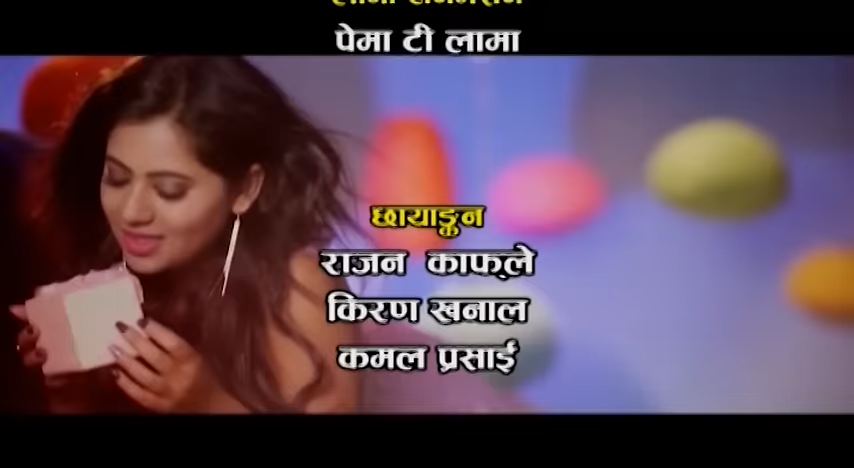 पेमा टी लामा
छायाङ्कन
राजन काफ्ले
किरण खनाल
कमल प्रसाई